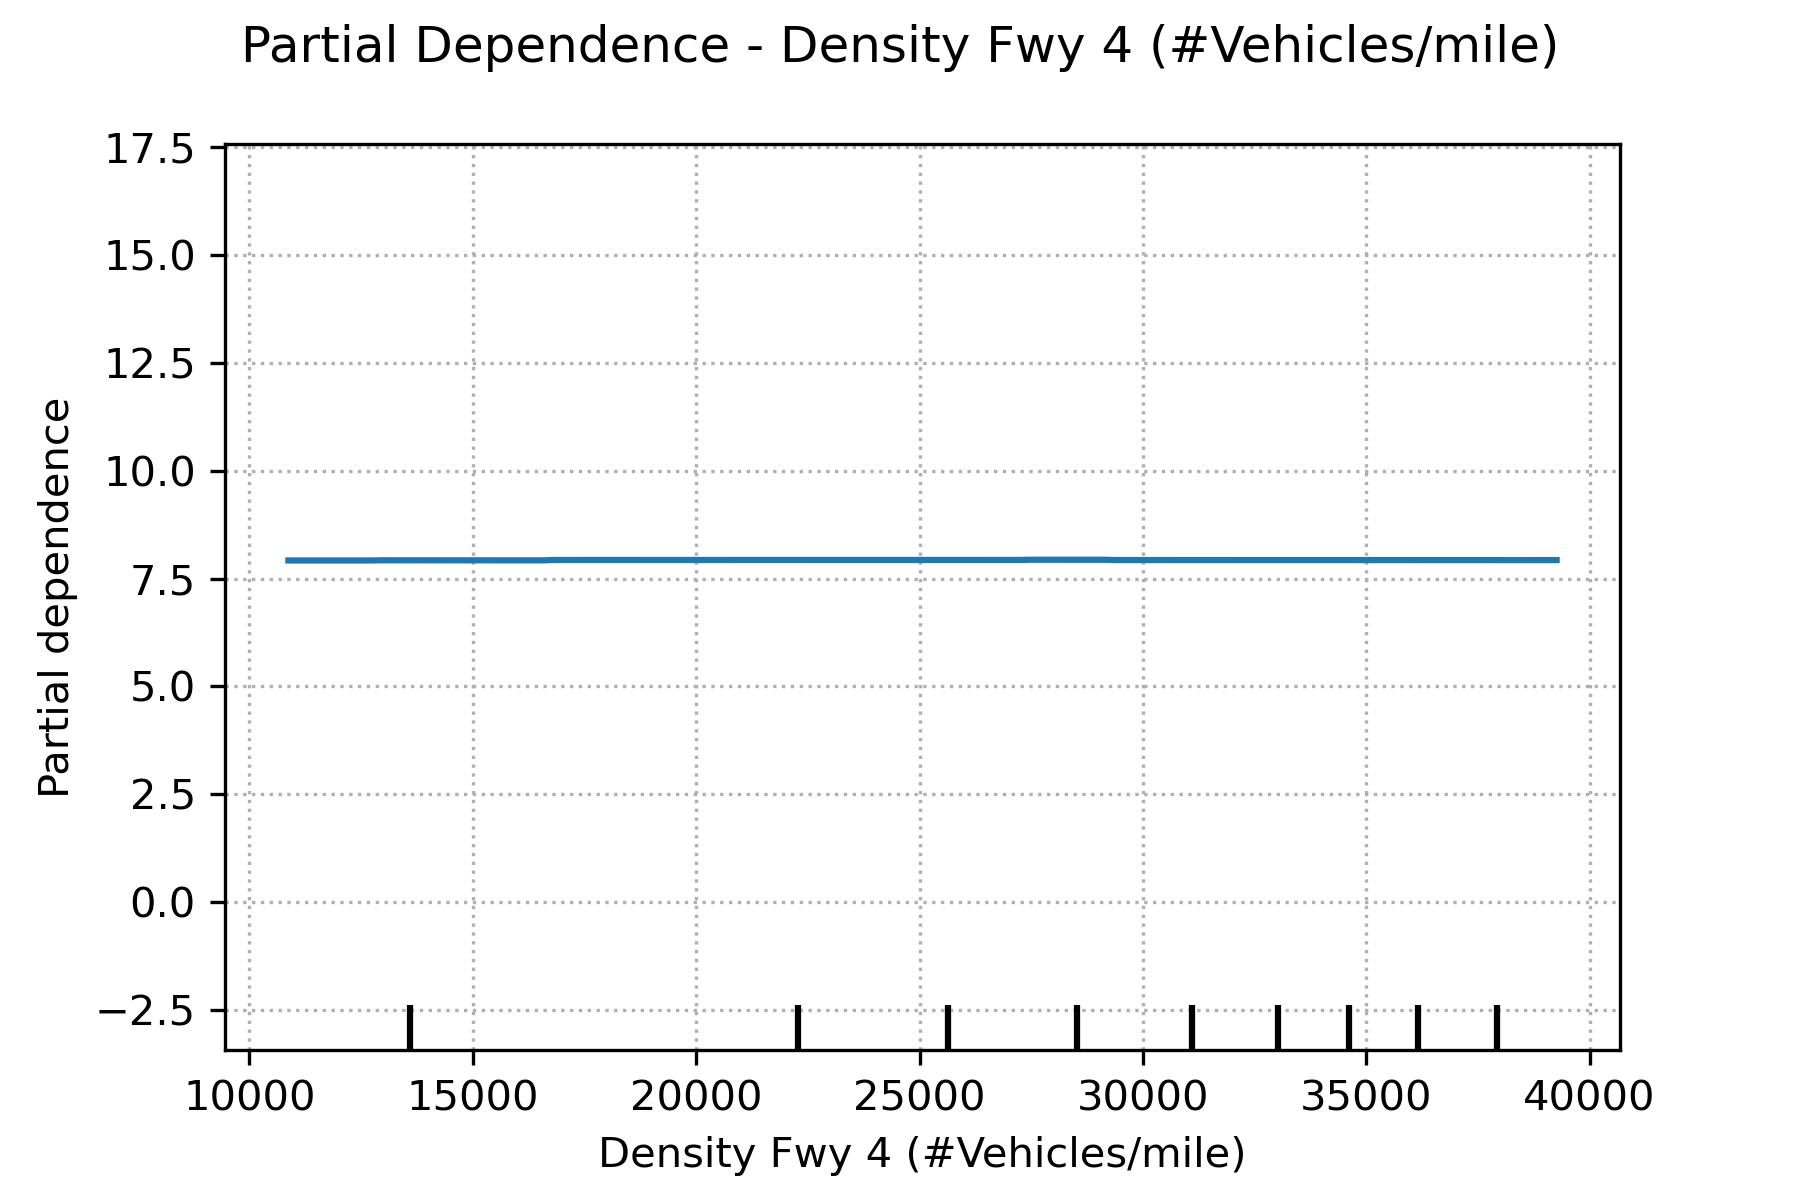 Partial Dependence - Density Fwy 4 (#Vehicles/mile)
17.5
15.0
12.5
10.0
7.5
5.0
2.5
0.0
−2.5
Partial dependence
10000 15000 20000 25000 30000 35000 40000
Density Fwy 4 (#Vehicles/mile)